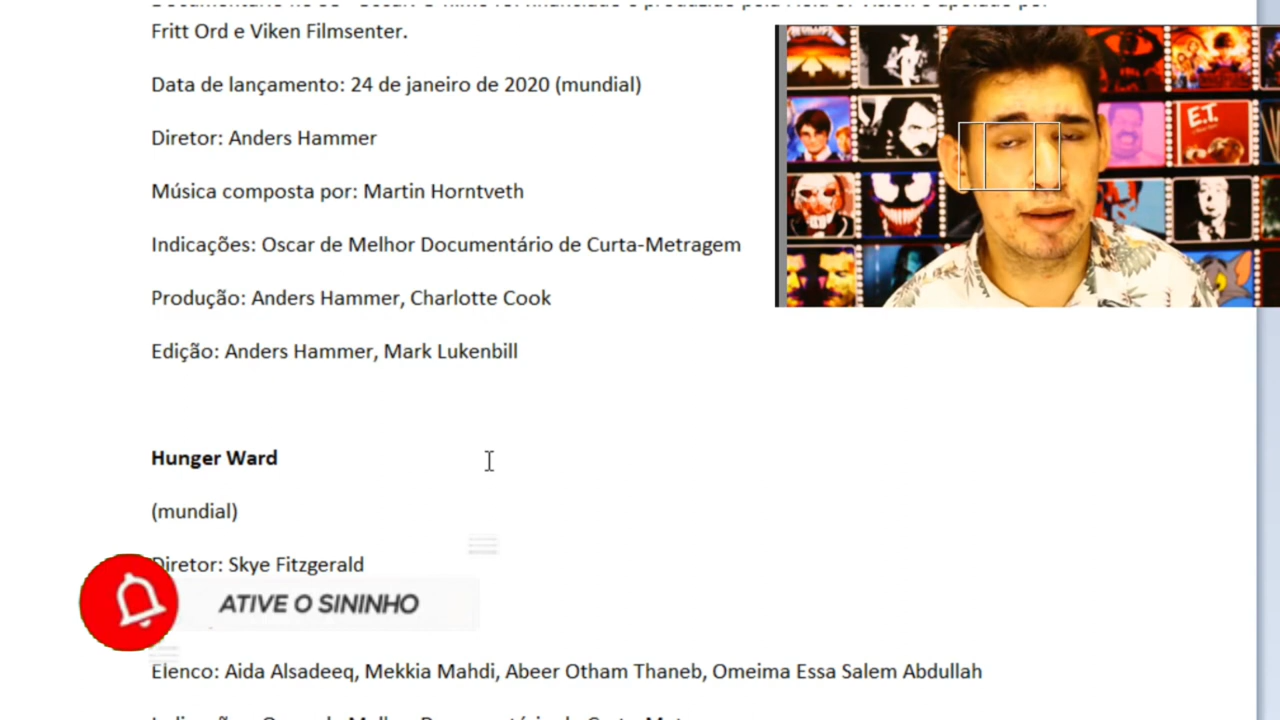 Fritt Ord e Viken Filmsenter.
Data de lançamento: 24 de janeiro de 2020 (mundial)
Diretor: Anders Hammer
Música composta por: Martin Horntveth
Indicações: Oscar de Melhor Documentário de Curta-Metragem
Produção: Anders Hammer, Charlotte Cook
Edição: Anders Hammer, Mark Lukenbill
E.T.
Hunger Ward
(mundial)
Diretor: Skye Fitzgerald
ATIVE O SININHO
Elenco: Aida Alsadeeq, Mekkia Mahdi, Abeer Otham Thaneb, Omeima Essa Salem Abdullah